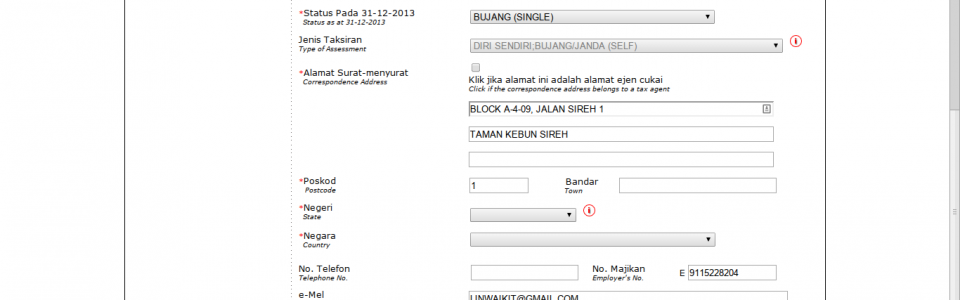 *Status Pada 31-12-2013 BUJANG (SINGLE)
Status as at 31-12-2013
Jenis Taksiran DIRI SENDIRI;BUJANG/JANDA (SELF)
Type of Assessment
*Alamat Surat-menyurat
Correspondence Address
Klik jika alamat ini adalah alamat ejen cukai
Click if the correspondence address belongs to a tax agent
BLOCK A-4-09, JALAN SIREH 1
TAMAN KEBUN SIREH
*Poskod 1 Bandar
Postcode Town
*Negeri
State
*Negara
Country
No. Telefon No. Majikan E 9115228204
Telephone No. Employer's No.
e-Mel LINWAIKIT@GMAIL.COM